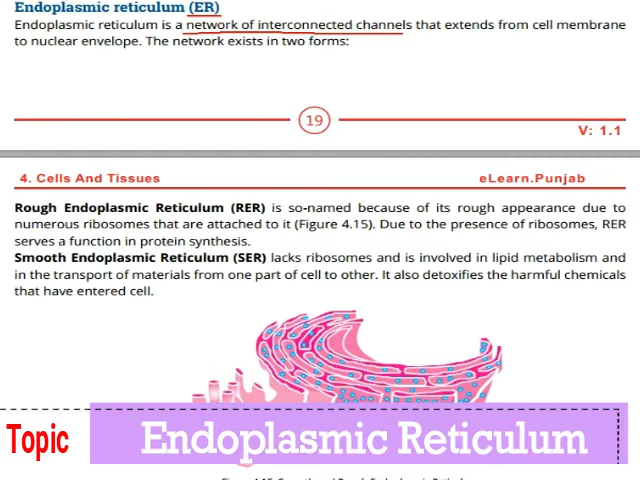 Endoplasmic reticulum (ER)
Endoplasmic reticulum is a network of interconnected channels that extends from cell membrane
to nuclear envelope. The network exists in two forms:
19
V: 1.1
4. Cells And Tissues eLearn.Punjab
Rough Endoplasmic Reticulum (RER) is so-named because of its rough appearance due to
numerous ribosomes that are attached to it (Figure 4.15). Due to the presence of ribosomes, RER
serves a function in protein synthesis.
Smooth Endoplasmic Reticulum (SER) lacks ribosomes and is involved in lipid metabolism and
in the transport of materials from one part of cell to other. It also detoxifies the harmful chemicals
that have entered cell.
Topic Endoplasmic Reticulum